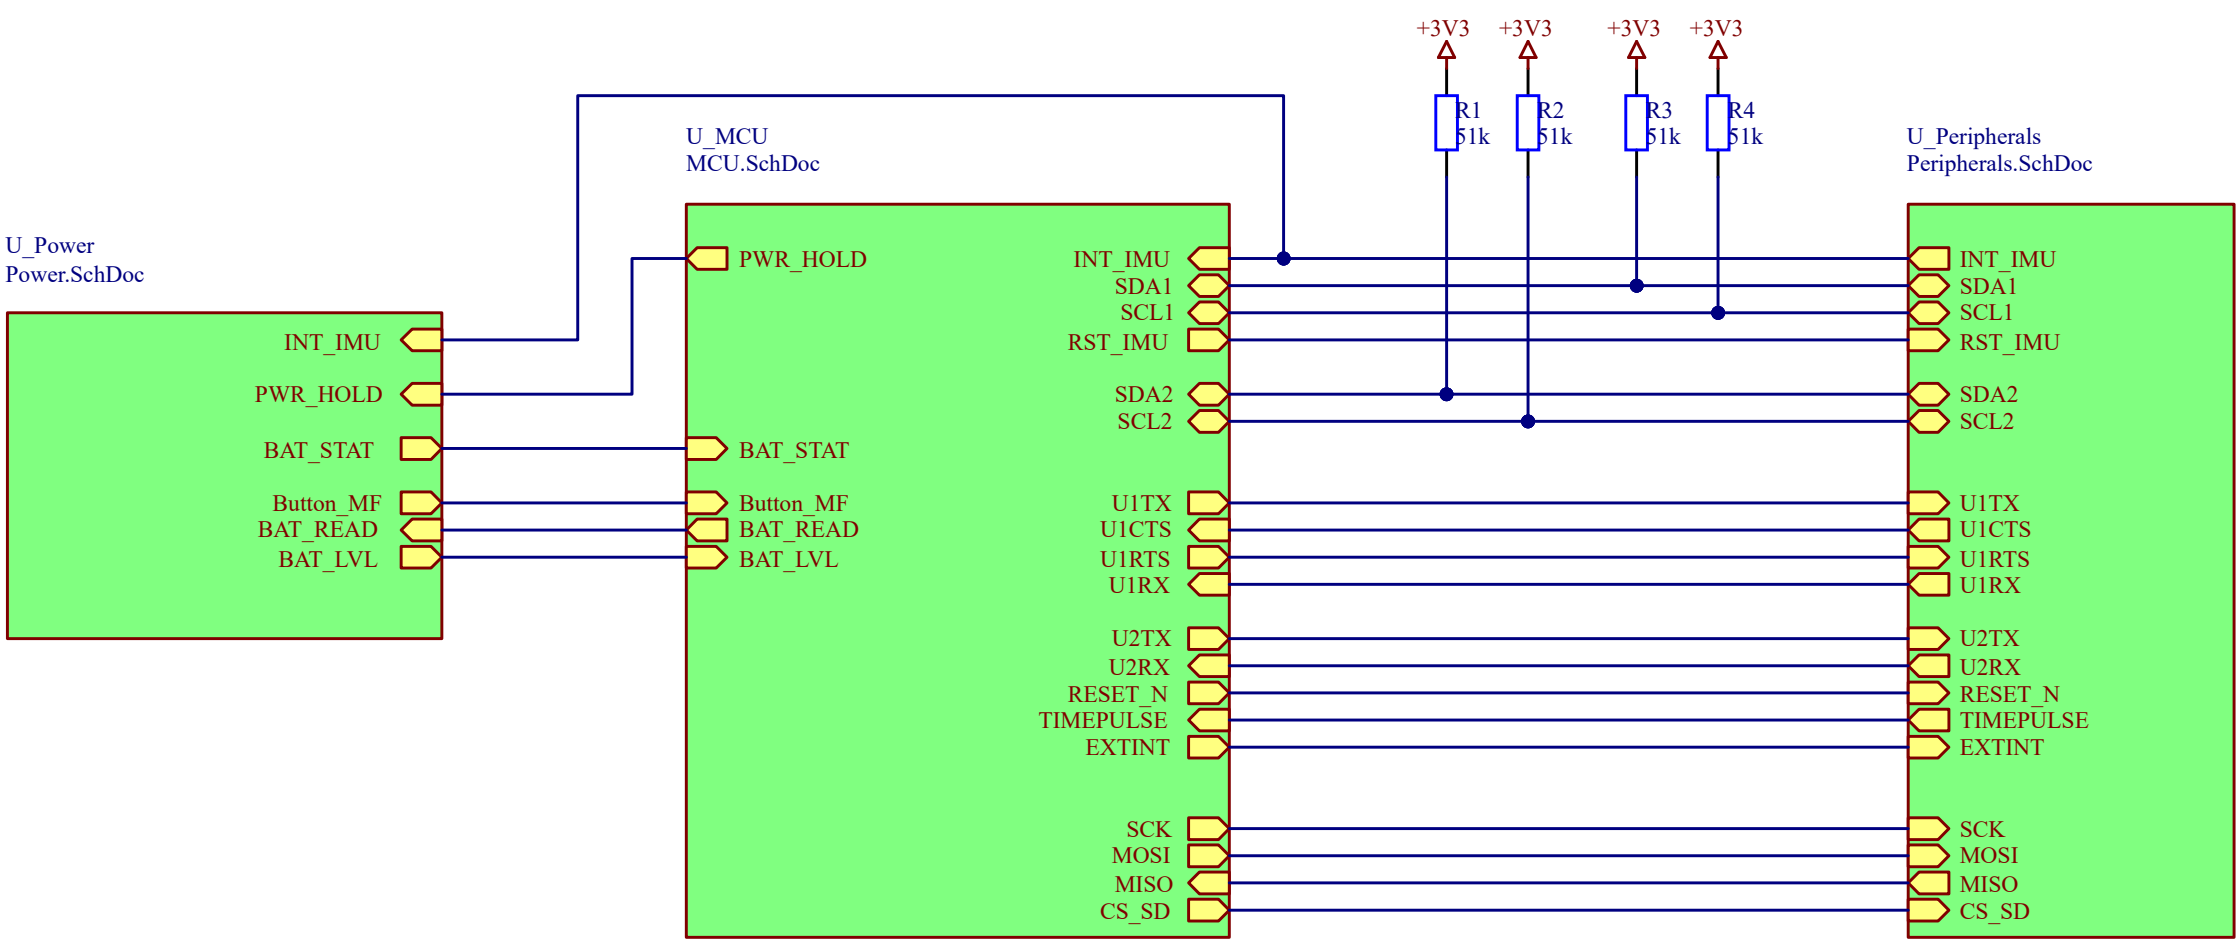 +3V3
+3V3
+3V3
+3V3
R1
51k
R2
51k
R3
51k
R4
51k
U_Power
Power.SchDoc
INT_IMU
PWR_HOLD
BAT_STAT
Button_MF
BAT_READ
BAT_LVL
U_MCU
MCU.SchDoc
PWR_HOLD
BAT_STAT
Button_MF
BAT_READ
BAT_LVL
INT_IMU
SDA1
SCL1
RST_IMU
SDA2
SCL2
U1TX
U1CTS
U1RTS
U1RX
U2TX
U2RX
RESET_N
TIMEPULSE
EXTINT
SCK
MOSI
MISO
CS_SD
U_Peripherals
Peripherals.SchDoc
INT_IMU
SDA1
SCL1
RST_IMU
SDA2
SCL2
U1TX
U1CTS
U1RTS
U1RX
U2TX
U2RX
RESET_N
TIMEPULSE
EXTINT
SCK
MOSI
MISO
CS_SD